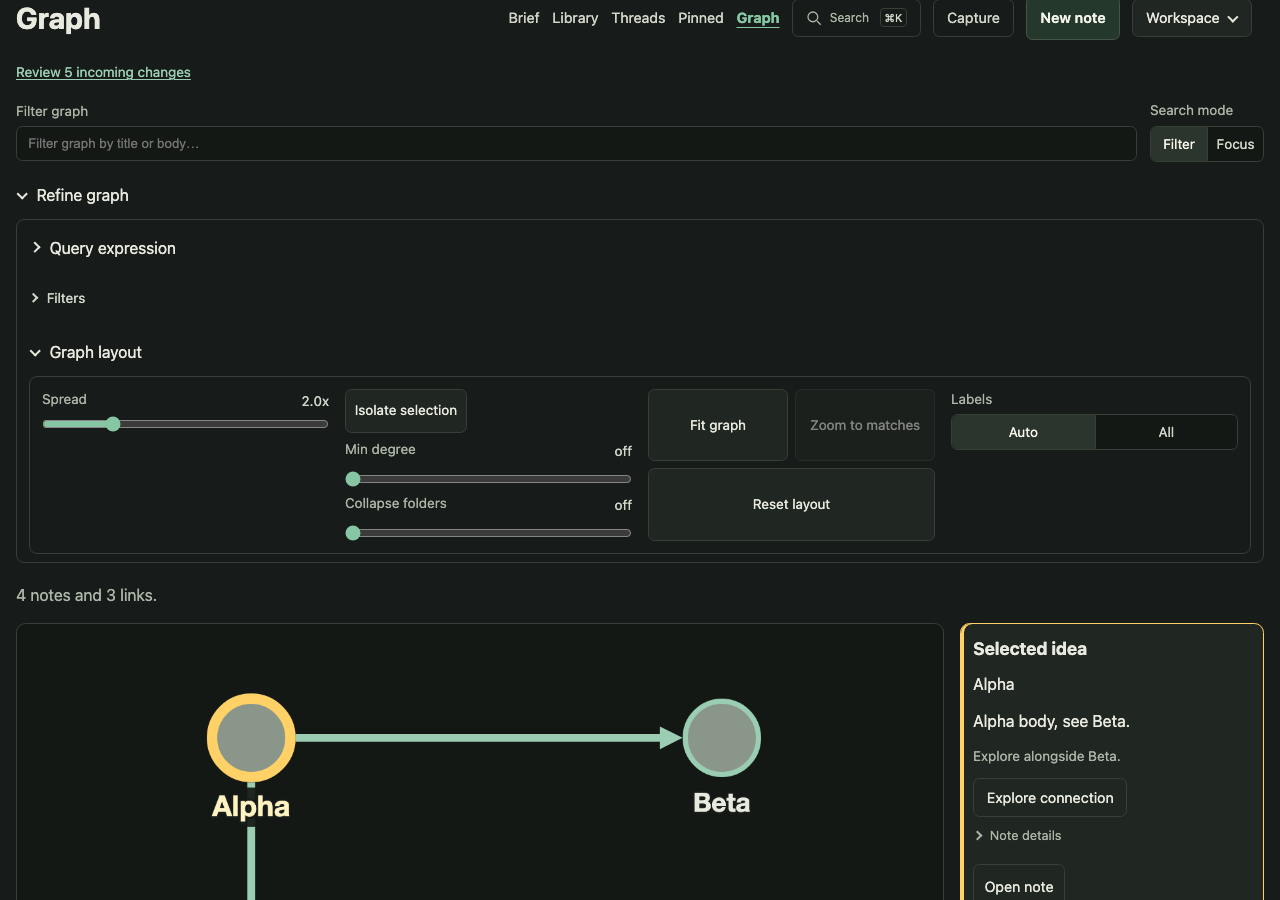 Graph
Brief Library Threads Pinned Graph Search ⌘K Capture New note Workspace
Review 5 incoming changes
Filter graph
Search mode
Filter graph by title or body…
Filter Focus
Refine graph
Query expression
Filters
Graph layout
Spread 2.0x
Isolate selection
Min degree off
Collapse folders off
Fit graph
Zoom to matches
Reset layout
Labels
Auto All
4 notes and 3 links.
Alpha
Beta
Selected idea
Alpha
Alpha body, see Beta.
Explore alongside Beta.
Explore connection
Note details
Open note